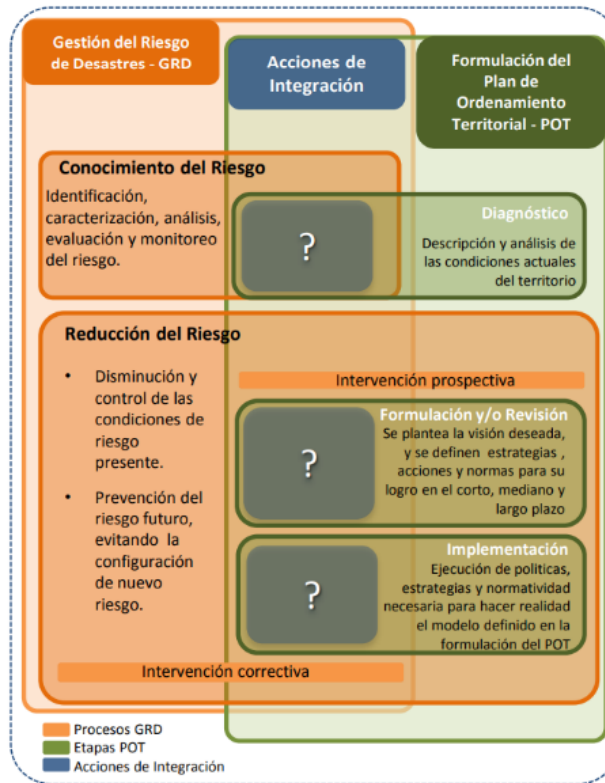 Gestión del Riesgo
de Desastres - GRD
Acciones de
Integración
Formulación del
Plan de
Ordenamiento
Territorial - POT
Conocimiento del Riesgo
Identificación,
caracterización, análisis,
evaluación y monitoreo
del riesgo.
?
Diagnóstico
Descripción y análisis de
las condiciones actuales
del territorio
Reducción del Riesgo
• Disminución y
control de las
condiciones de
riesgo
presente.
• Prevención del
riesgo futuro,
evitando la
configuración
de nuevo
riesgo.
Intervención prospectiva
?
Formulación y/o Revisión
Se plantea la visión deseada,
y se definen estrategias ,
acciones y normas para su
logro en el corto, mediano y
largo plazo
?
Implementación
Ejecución de políticas,
estrategias y normatividad
necesaria para hacer realidad
el modelo definido en la
formulación del POT
Intervención correctiva
Procesos GRD
Etapas POT
Acciones de Integración